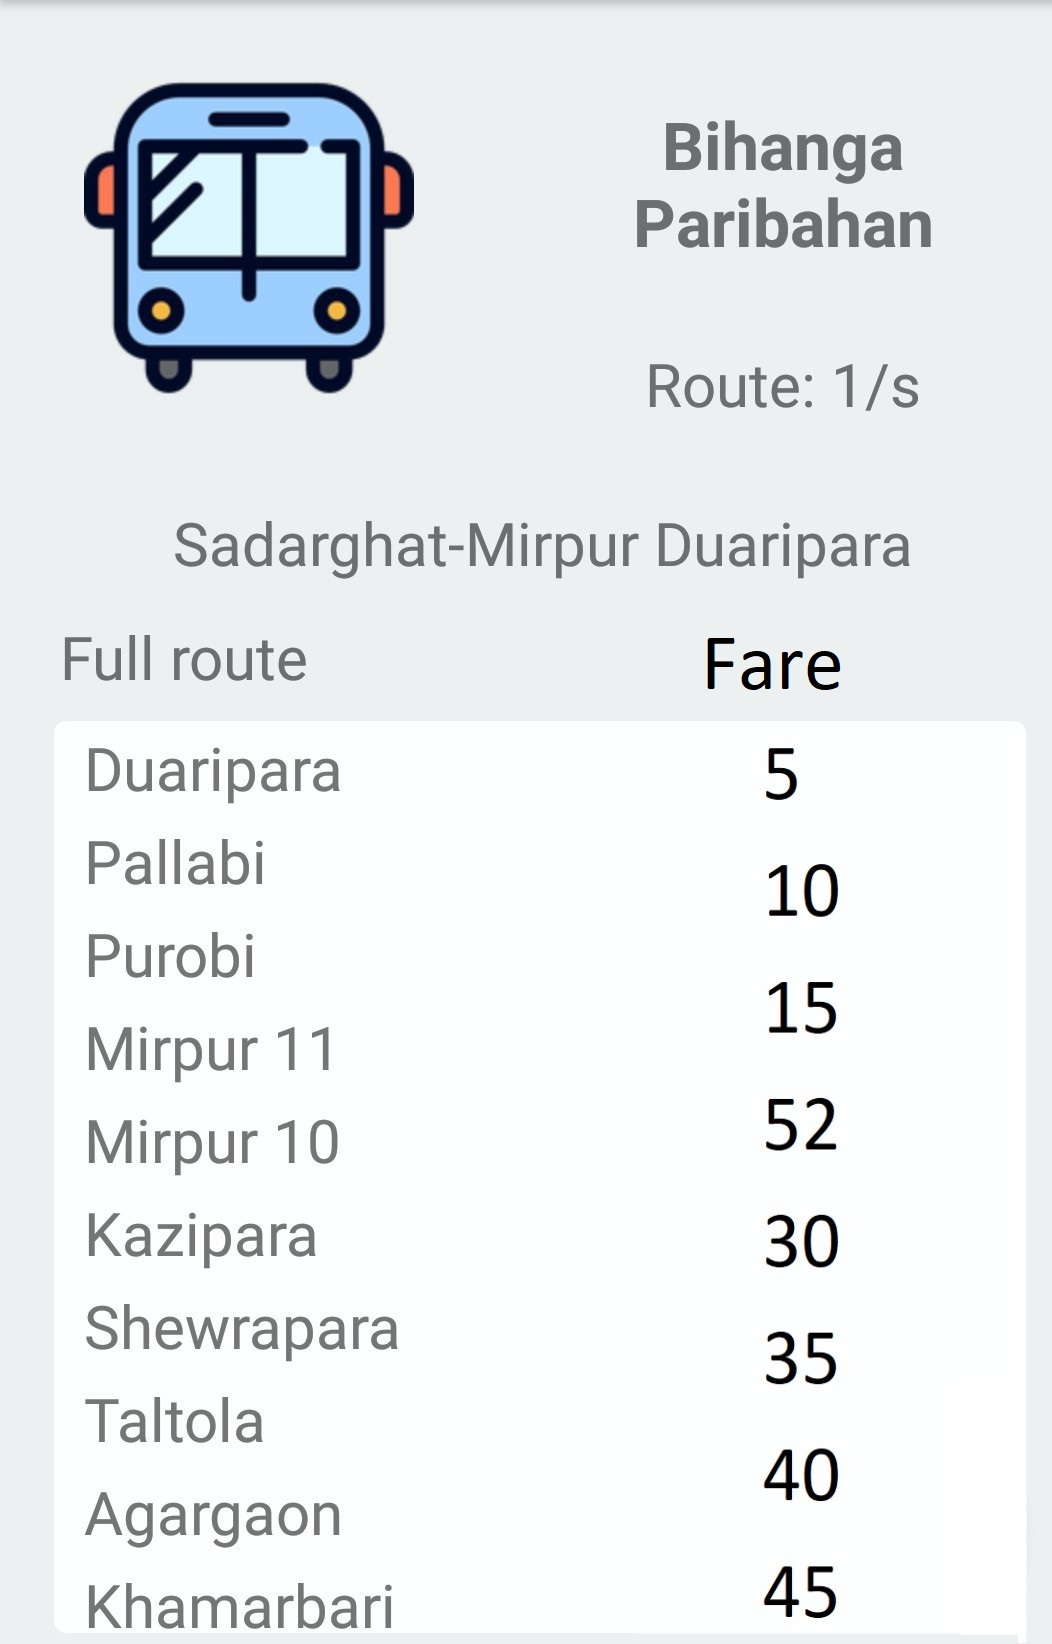 Bihanga
Paribahan
Route: 1/s
Sadarghat-Mirpur Duaripara
Full route Fare
Duaripara 5
Pallabi 10
Purobi
15
Mirpur 11
Mirpur 10 52
Kazipara 30
Shewrapara 35
Taltola
40
Agargaon
Khamarbari 45